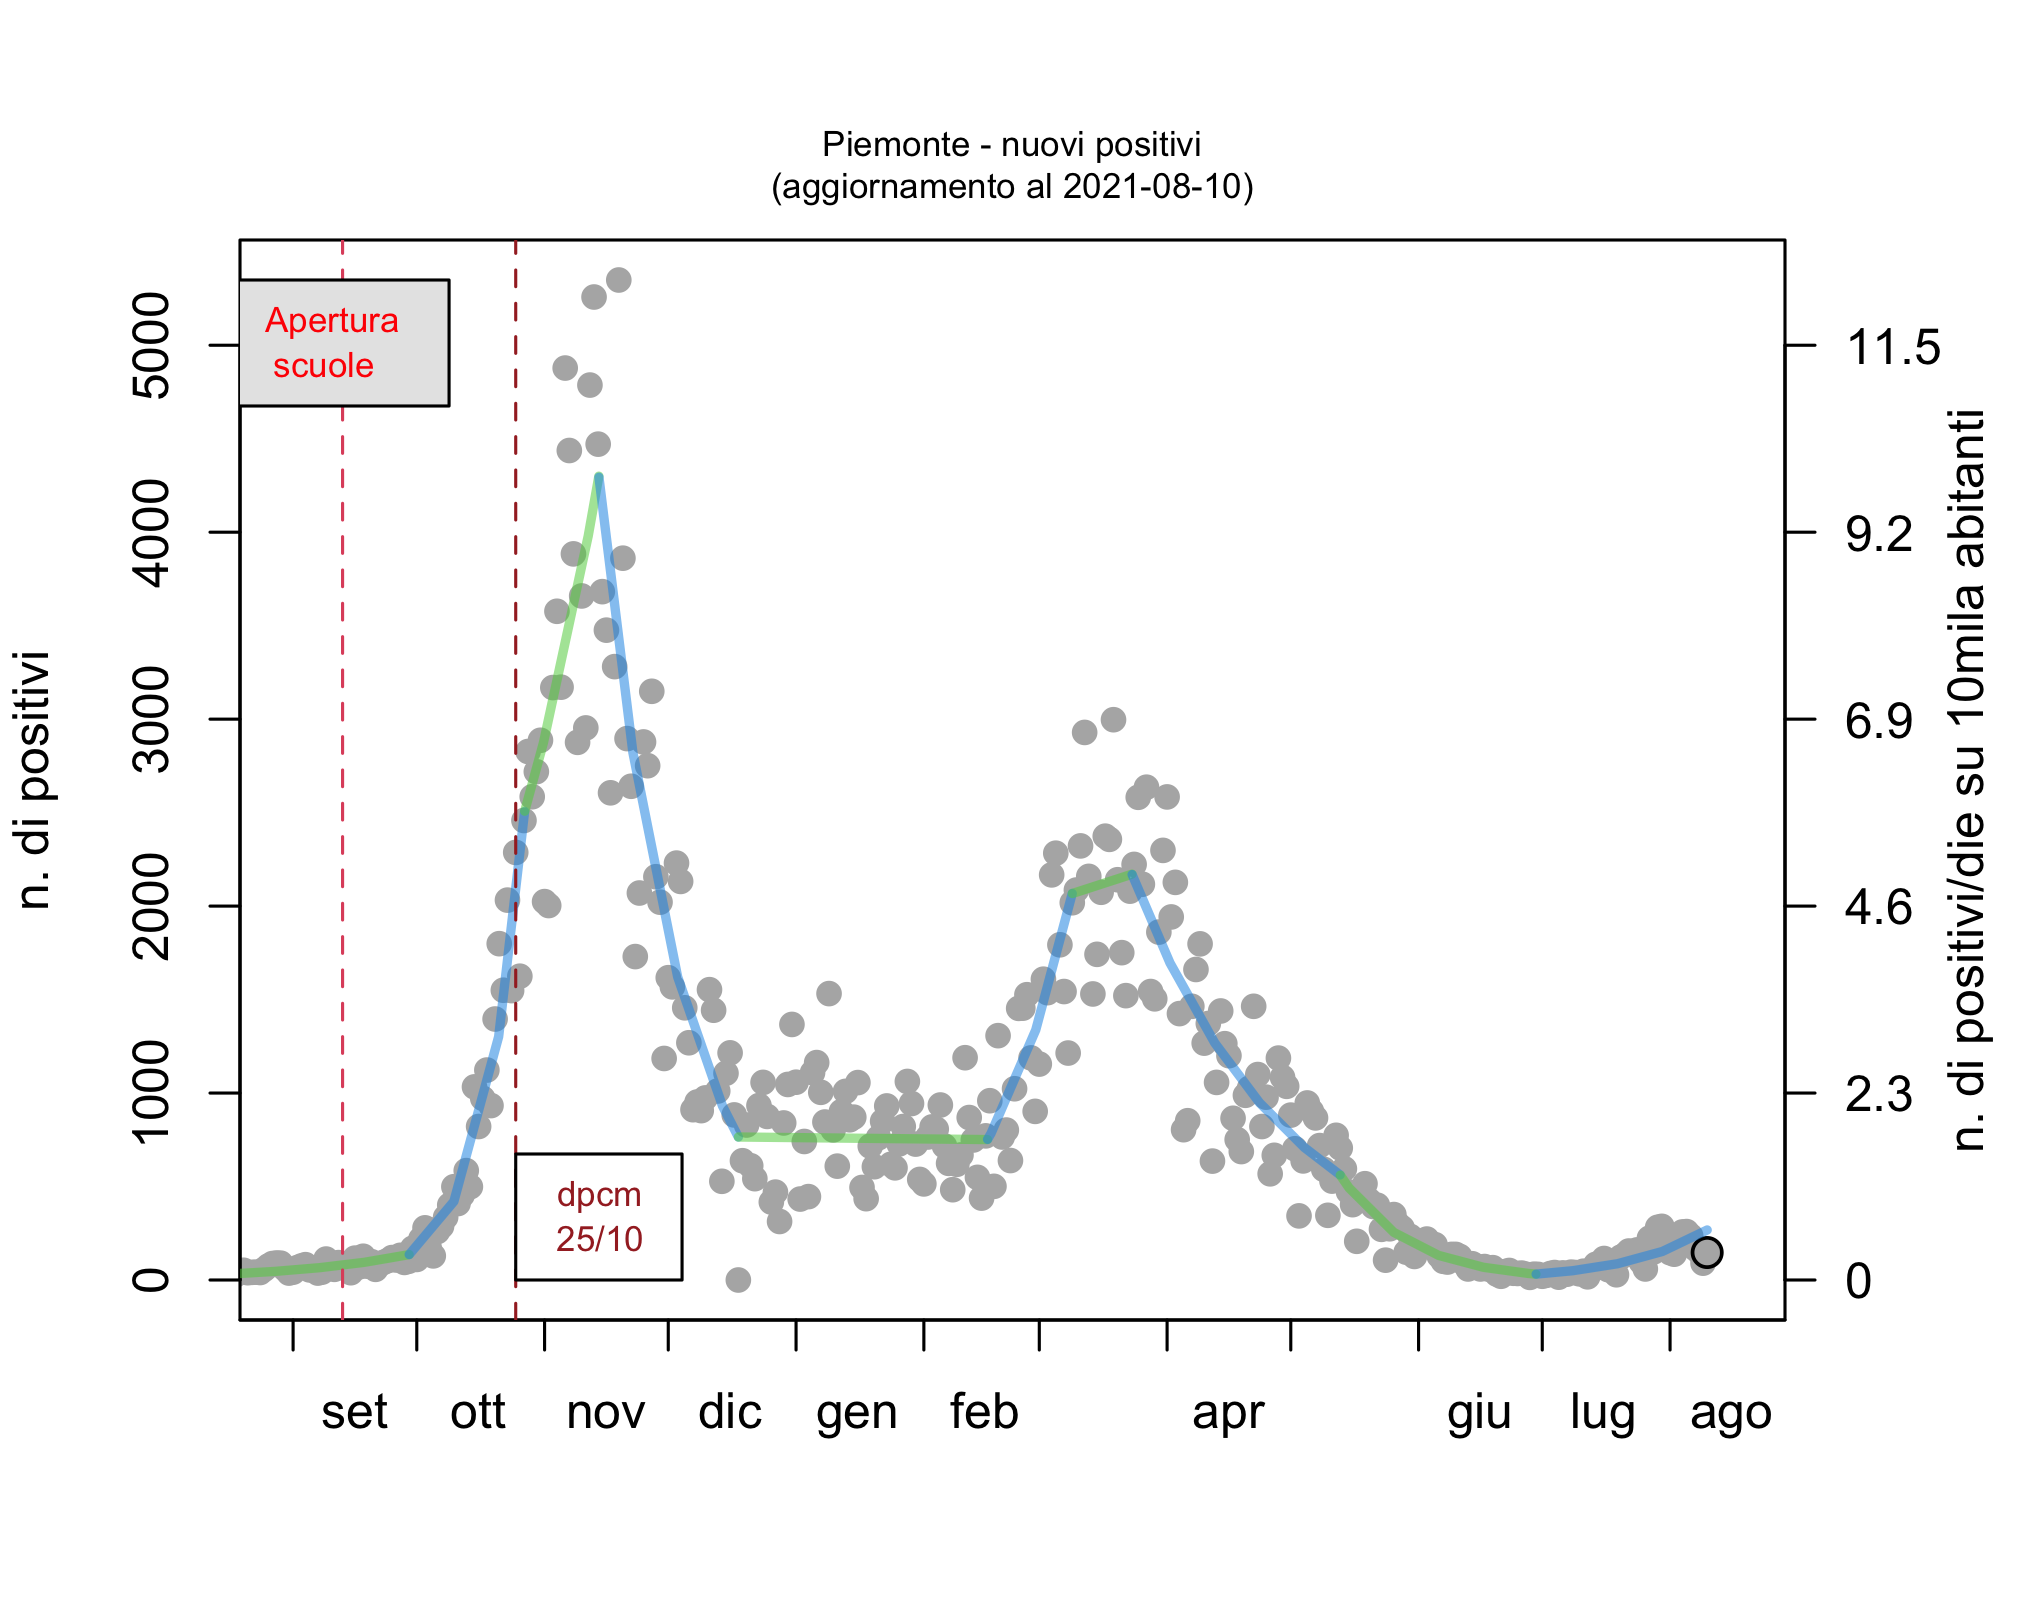 Piemonte - nuovi positivi
(aggiornamento al 2021-08-10)
Apertura
scuole
dpcm
25/10
n. di positivi
5000
4000
3000
2000
1000
0
11.5
9.2
6.9
4.6
2.3
0
n. di positivi/die su 10mila abitanti
set ott nov dic gen feb apr giu lug ago